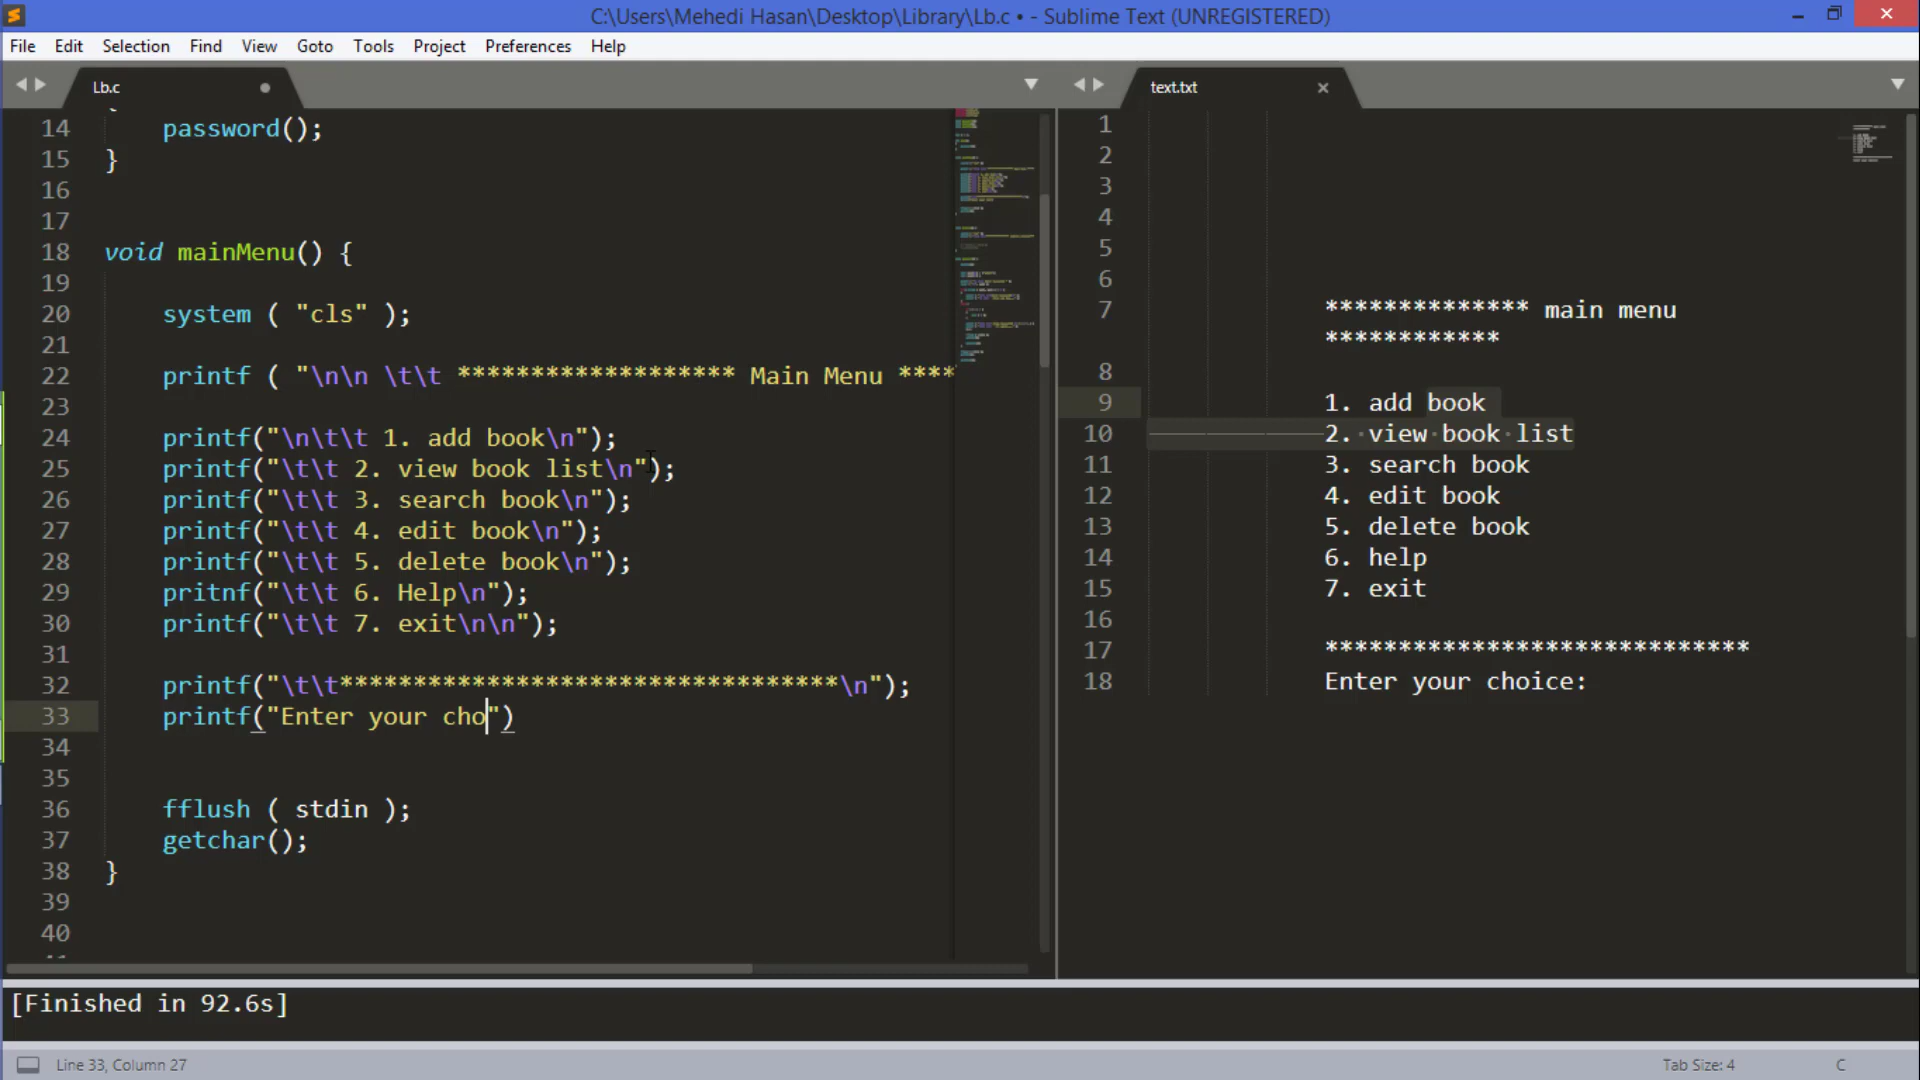 C:\Users\Mehedi Hasan\Desktop\Library\Lb.c • - Sublime Text (UNREGISTERED)
File Edit Selection Find View Goto Tools Project Preferences Help
Lb.c
14 password();
15 }
16
17
18 void mainMenu() {
19
20 system ( "cls" );
21
22 printf ( "\n\n \t\t ******************* Main Menu ****
23
24 printf("\n\t\t 1. add book\n");
25 printf("\t\t 2. view book list\n");
26 printf("\t\t 3. search book\n");
27 printf("\t\t 4. edit book\n");
28 printf("\t\t 5. delete book\n");
29 pritnf("\t\t 6. Help\n");
30 printf("\t\t 7. exit\n\n");
31
32 printf("\t\t**********************************\n");
33 printf("Enter your cho")
34
35
36 fflush ( stdin );
37 getchar();
38 }
39
40
text.txt
1
2
3
4
5
6
7 ************** main menu
************
8
9 1. add book
10 2. view book list
11 3. search book
12 4. edit book
13 5. delete book
14 6. help
15 7. exit
16
17 *****************************
18 Enter your choice:
[Finished in 92.6s]
Line 33, Column 27
Tab Size: 4
C